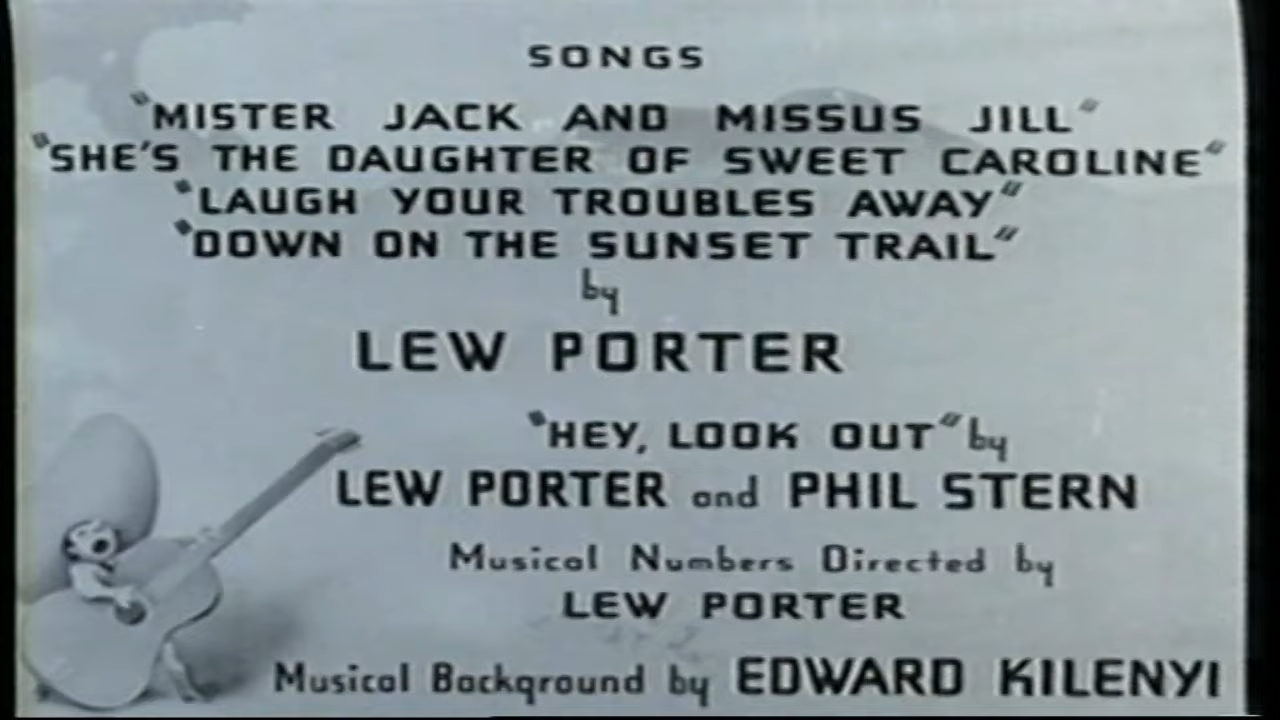 SONGS
"MISTER JACK AND MISSUS JILL"
"SHE'S THE DAUGHTER OF SWEET CAROLINE"
"LAUGH YOUR TROUBLES AWAY"
"DOWN ON THE SUNSET TRAIL"
by
LEW PORTER
"HEY, LOOK OUT" by
LEW PORTER and PHIL STERN
Musical Numbers Directed by
LEW PORTER
Musical Background by EDWARD KILENYI